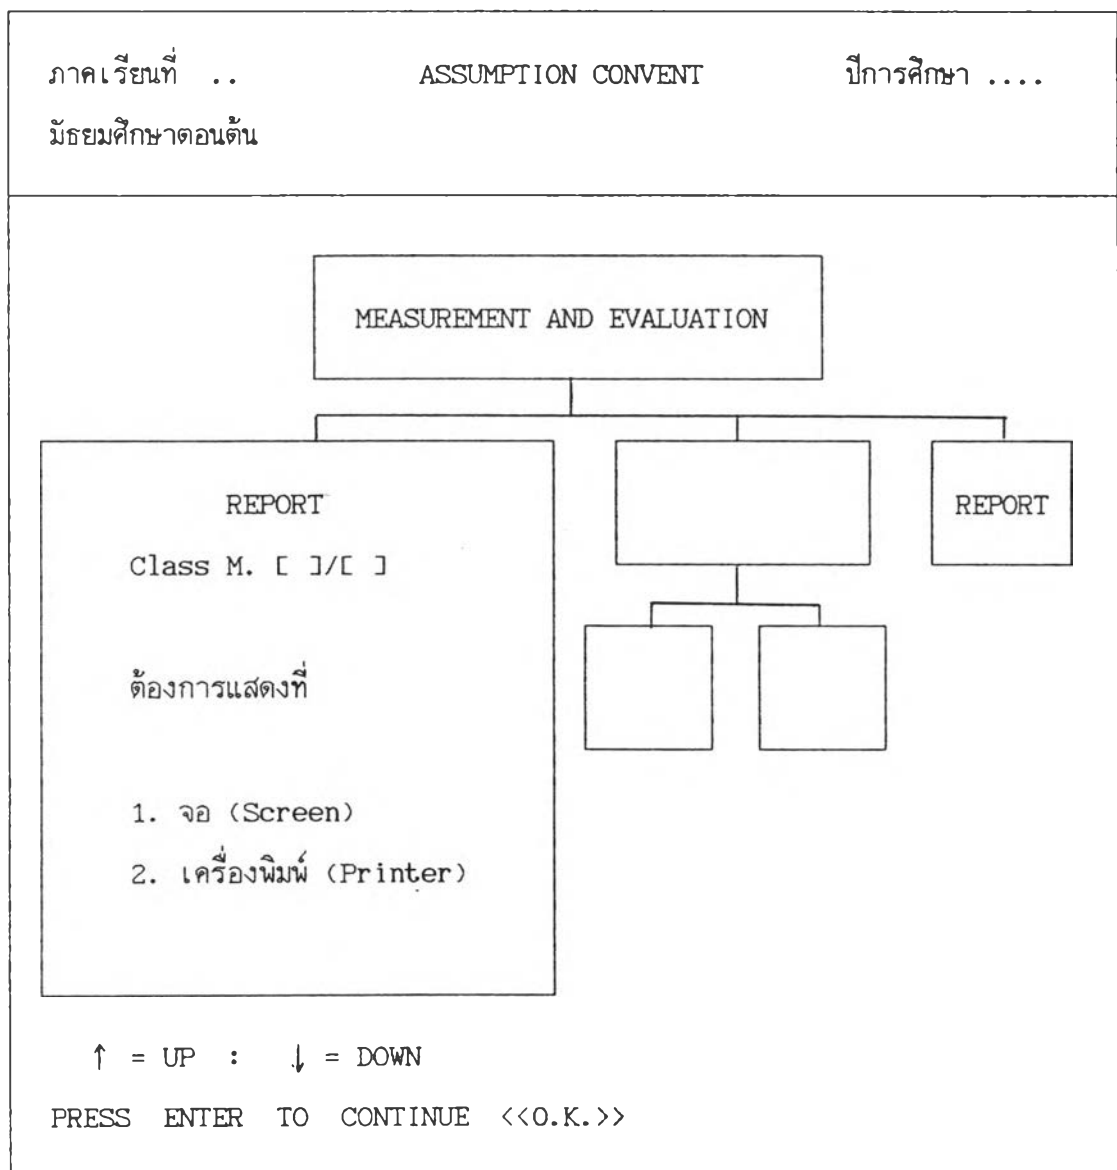 ภาคเรียนที่ .. ASSUMPTION CONVENT ปีการศึกษา ....
มัธยมศึกษาตอนต้น
MEASUREMENT AND EVALUATION
REPORT
Class M. [ ]/[ ]
ต้องการแสดงที่
1. จอ (Screen)
2. เครื่องพิมพ์ (Printer)
REPORT
↑ = UP : ↓ = DOWN
PRESS ENTER TO CONTINUE <<O.K.>>